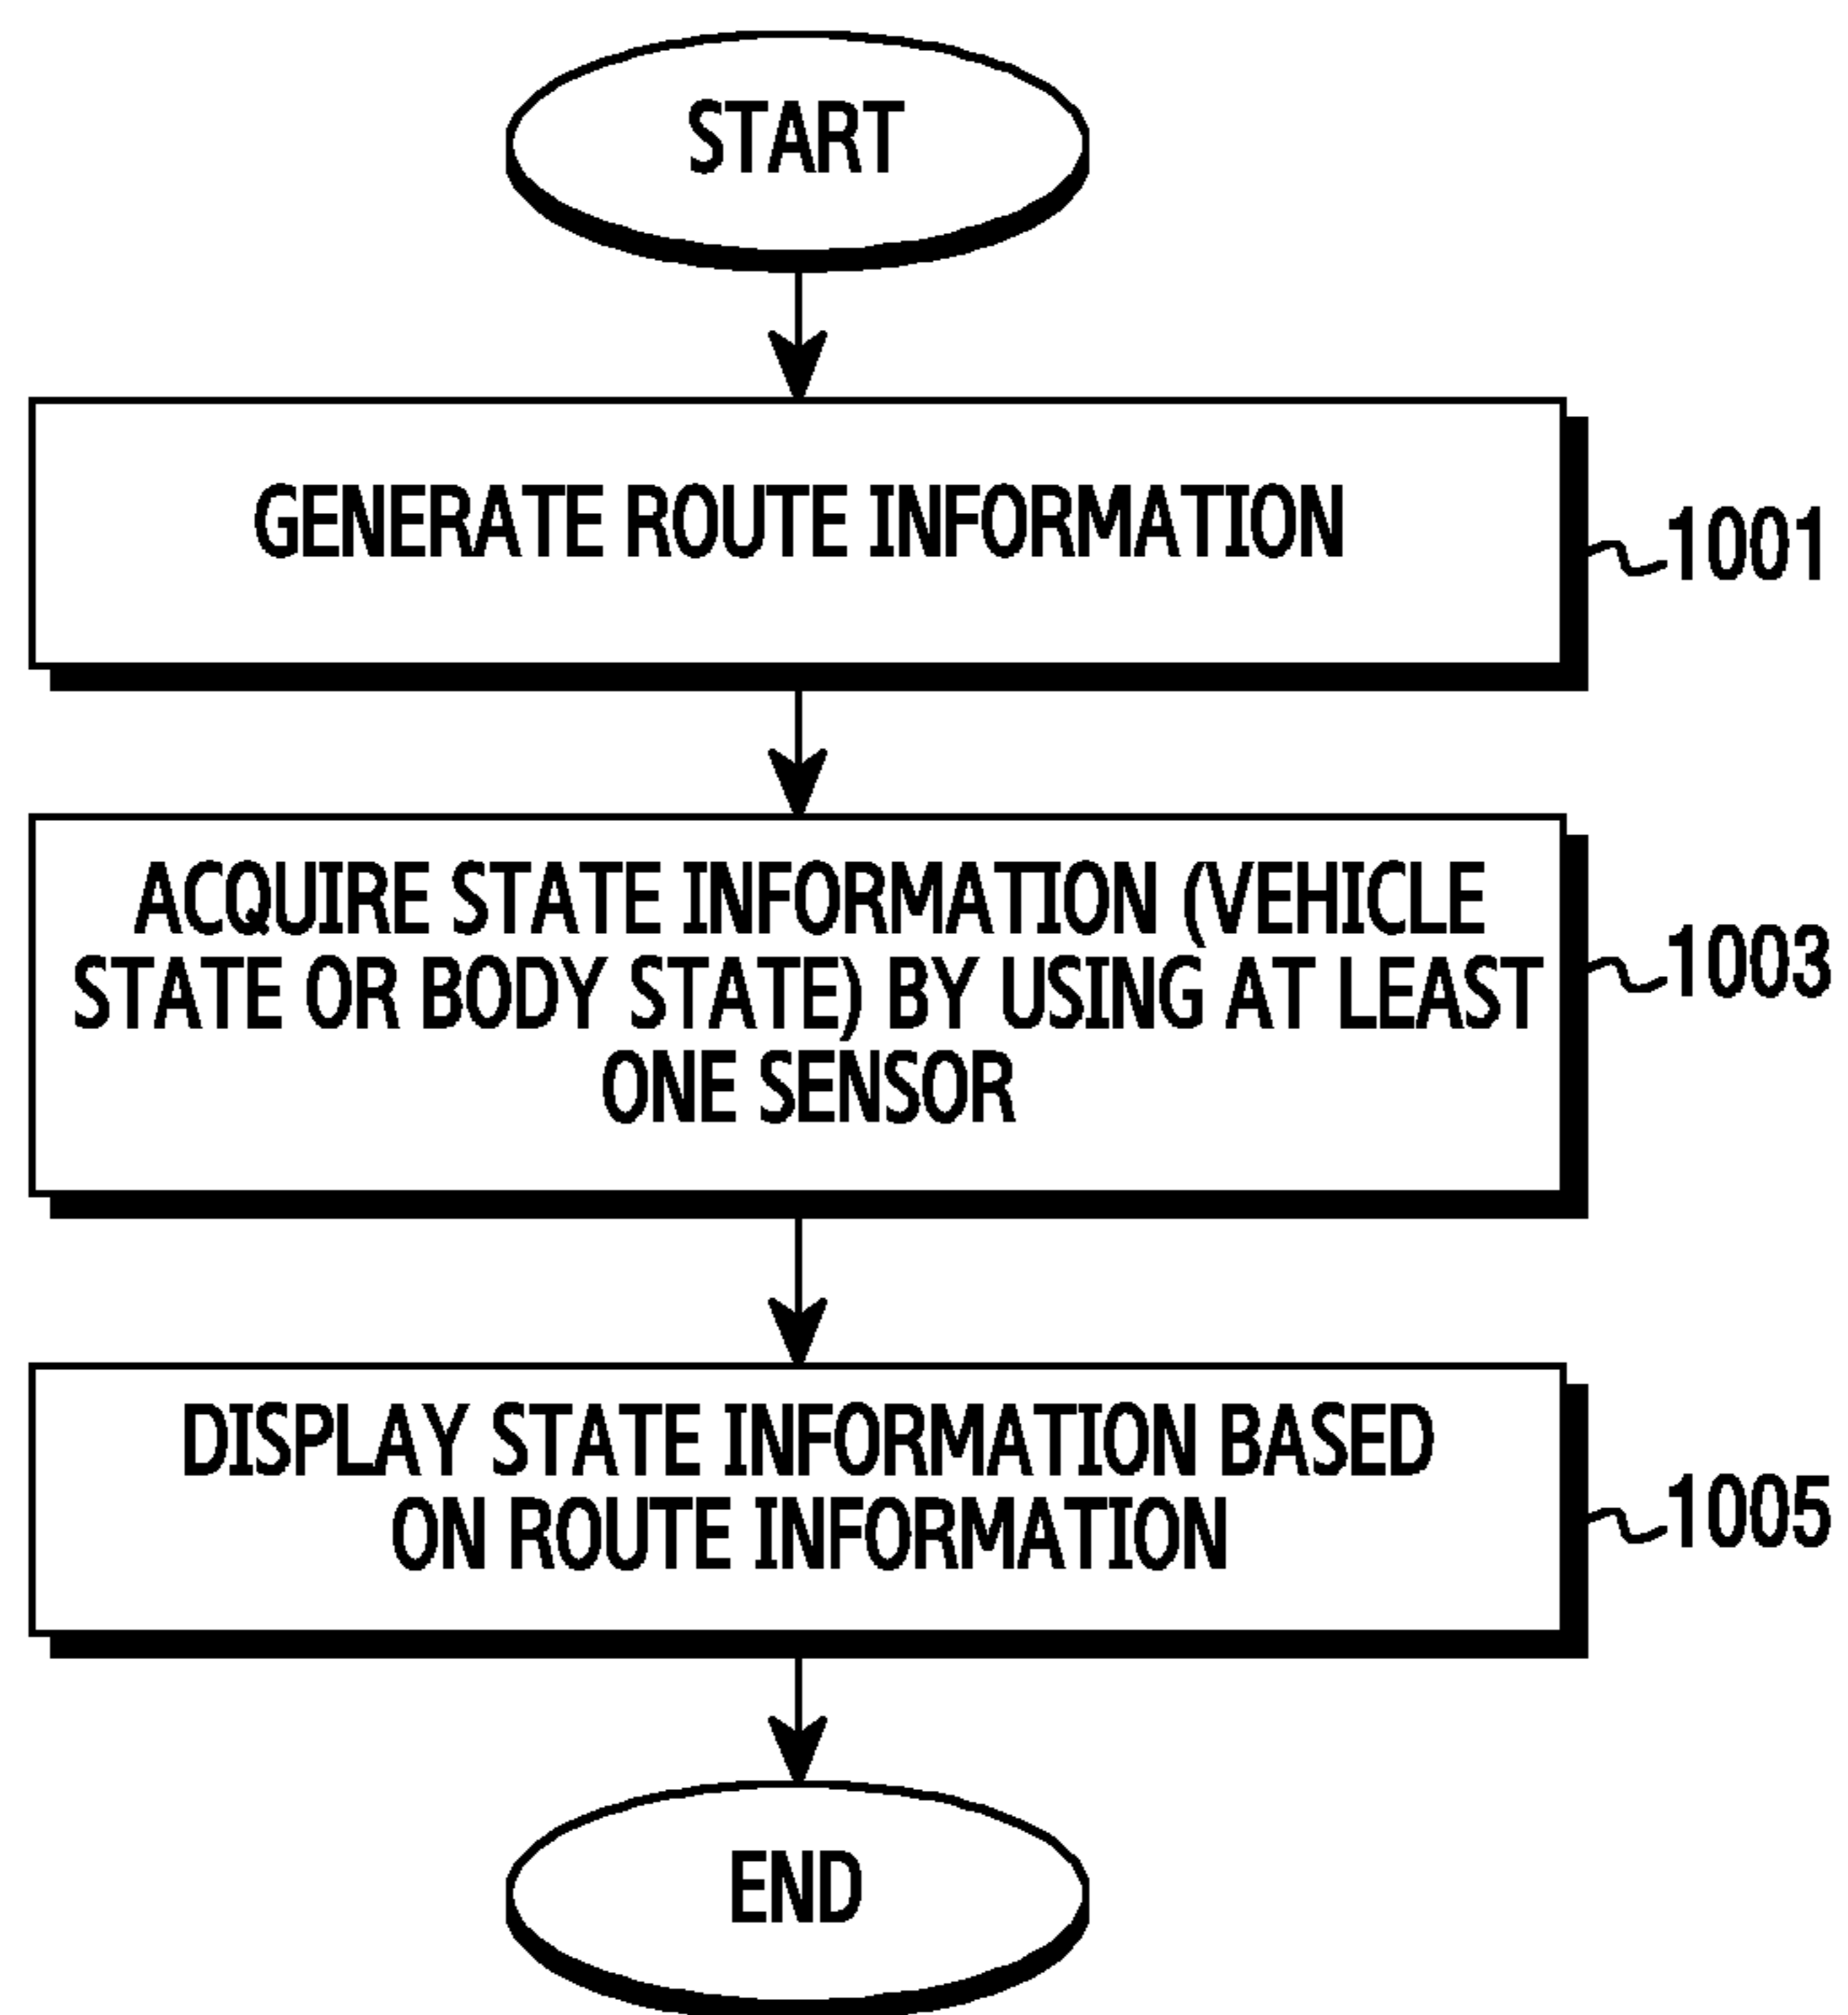 START
GENERATE ROUTE INFORMATION
1001
ACQUIRE STATE INFORMATION (VEHICLE
STATE OR BODY STATE) BY USING AT LEAST
ONE SENSOR
1003
DISPLAY STATE INFORMATION BASED
ON ROUTE INFORMATION
1005
END